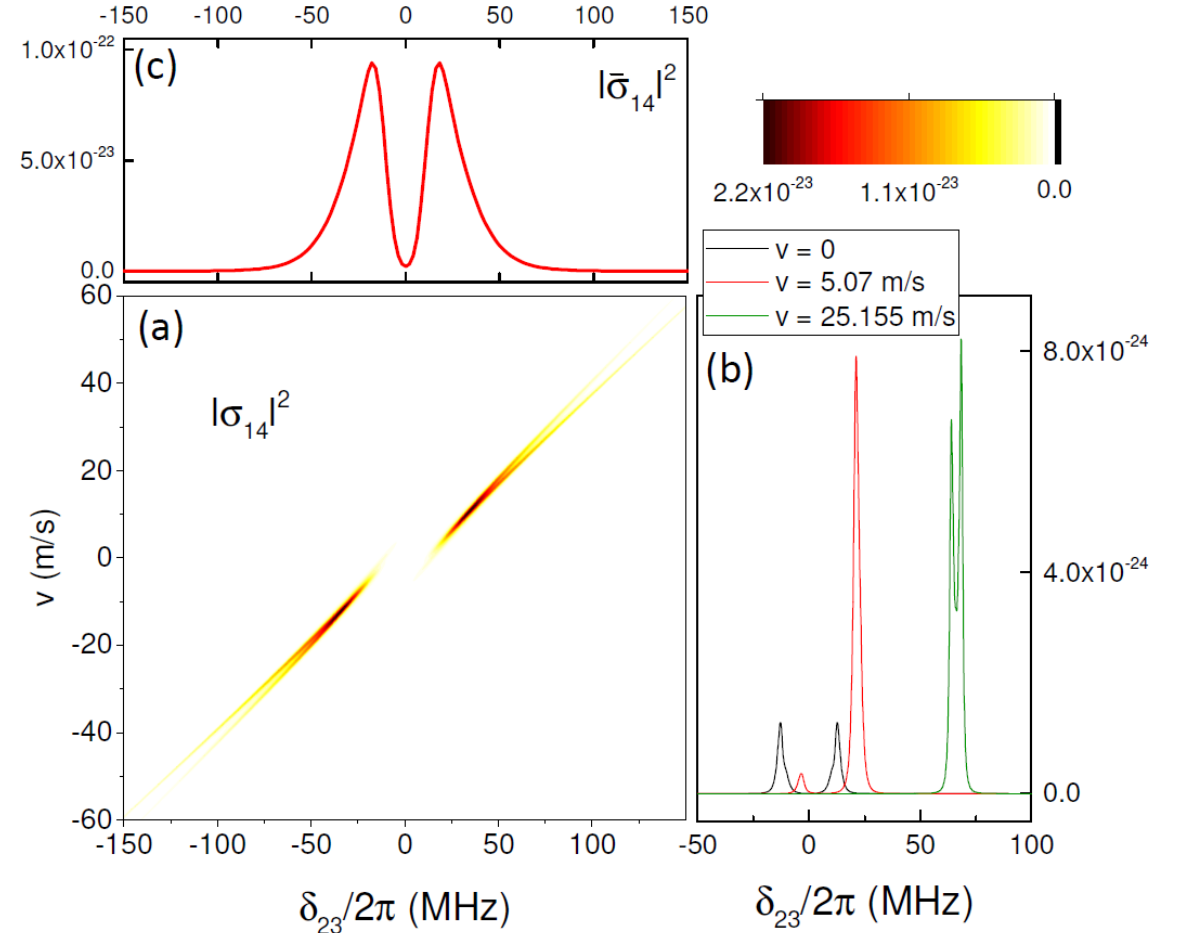 -150 -100 -50 0 50 100 150
1.0x10⁻²²
(c)
|σ̄₁₄|²
5.0x10⁻²³
0.0
2.2x10⁻²³ 1.1x10⁻²³ 0.0
v = 0
v = 5.07 m/s
v = 25.155 m/s
60
(a)
(b)
8.0x10⁻²⁴
40
|σ₁₄|²
20
4.0x10⁻²⁴
0
v (m/s)
-20
-40
0.0
-60
-150 -100 -50 0 50 100
-50 0 50 100
δ₂₃/2π (MHz)
δ₂₃/2π (MHz)